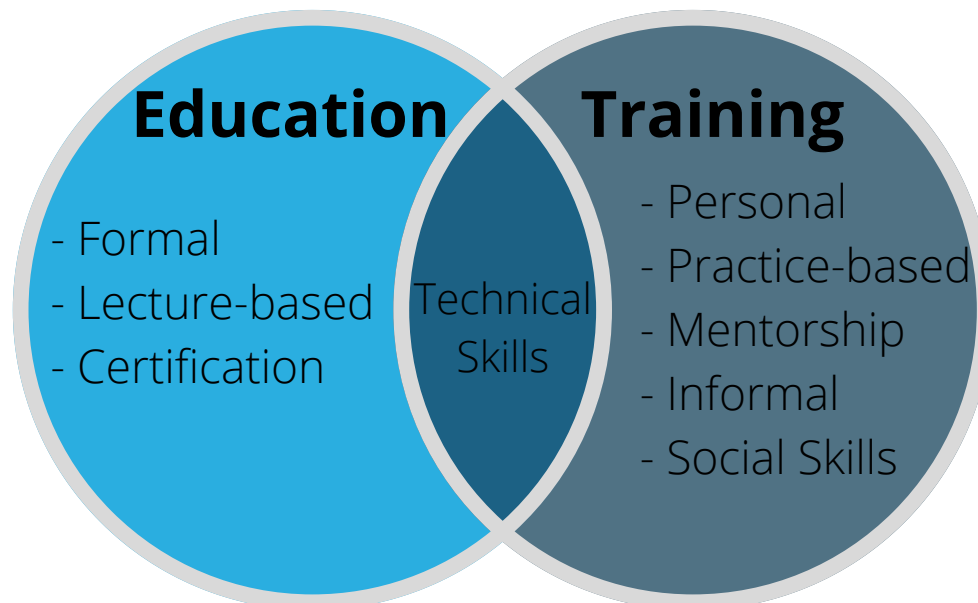 Education
- Formal
- Lecture-based
- Certification
Technical
Skills
Training
- Personal
- Practice-based
- Mentorship
- Informal
- Social Skills